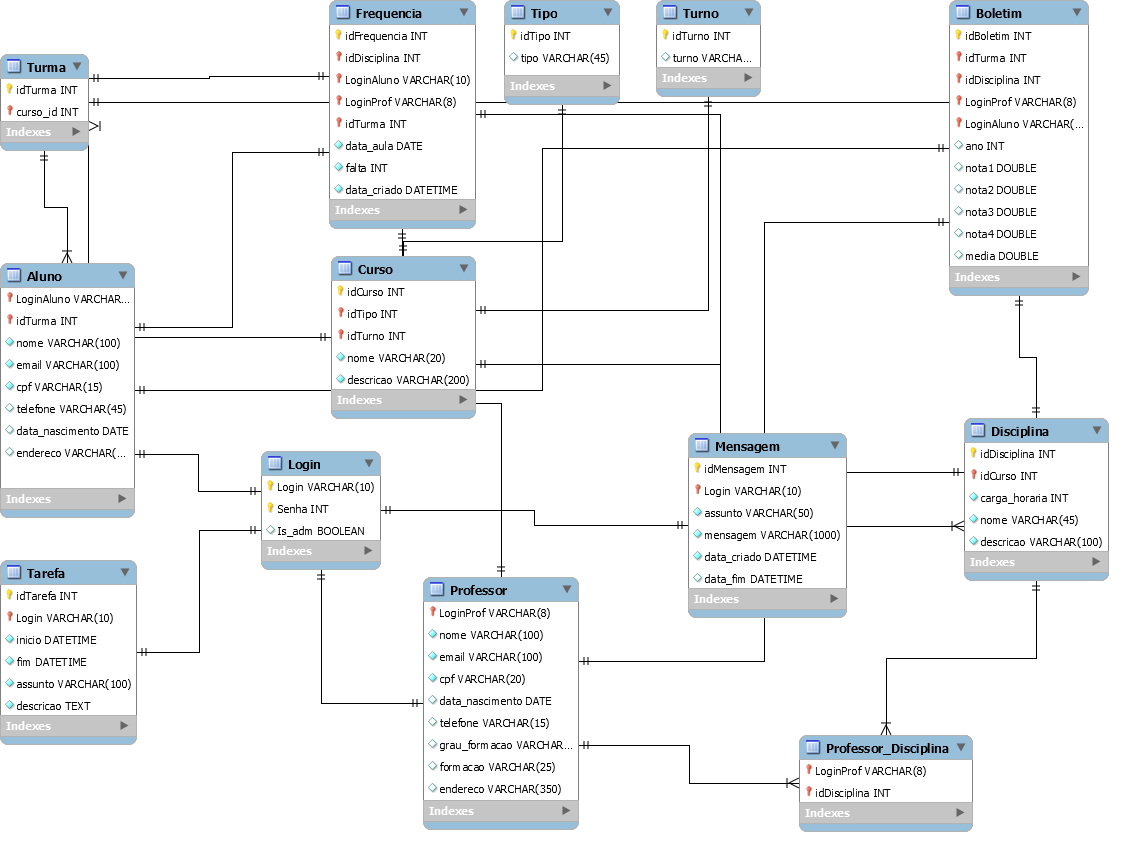 Turma
idTurma INT
curso_id INT
Indexes
Frequencia
idFrequencia INT
idDisciplina INT
LoginAluno VARCHAR(10)
LoginProf VARCHAR(8)
idTurma INT
data_aula DATE
falta INT
data_criado DATETIME
Indexes
Tipo
idTipo INT
tipo VARCHAR(45)
Indexes
Turno
idTurno INT
turno VARCHA...
Indexes
Boletim
idBoletim INT
idTurma INT
idDisciplina INT
LoginProf VARCHAR(8)
LoginAluno VARCHAR(...
ano INT
nota1 DOUBLE
nota2 DOUBLE
nota3 DOUBLE
nota4 DOUBLE
media DOUBLE
Indexes
Aluno
LoginAluno VARCHAR...
idTurma INT
nome VARCHAR(100)
email VARCHAR(100)
cpf VARCHAR(15)
telefone VARCHAR(45)
data_nascimento DATE
endereco VARCHAR(...
Indexes
Curso
idCurso INT
idTipo INT
idTurno INT
nome VARCHAR(20)
descricao VARCHAR(200)
Indexes
Login
Login VARCHAR(10)
Senha INT
Is_adm BOOLEAN
Indexes
Mensagem
idMensagem INT
Login VARCHAR(10)
assunto VARCHAR(50)
mensagem VARCHAR(1000)
data_criado DATETIME
data_fim DATETIME
Indexes
Disciplina
idDisciplina INT
idCurso INT
carga_horaria INT
nome VARCHAR(45)
descricao VARCHAR(100)
Indexes
Tarefa
idTarefa INT
Login VARCHAR(10)
inicio DATETIME
fim DATETIME
assunto VARCHAR(100)
descricao TEXT
Indexes
Professor
LoginProf VARCHAR(8)
nome VARCHAR(100)
email VARCHAR(100)
cpf VARCHAR(20)
data_nascimento DATE
telefone VARCHAR(15)
grau_formacao VARCHAR...
formacao VARCHAR(25)
endereco VARCHAR(350)
Indexes
Professor_Disciplina
LoginProf VARCHAR(8)
idDisciplina INT
Indexes